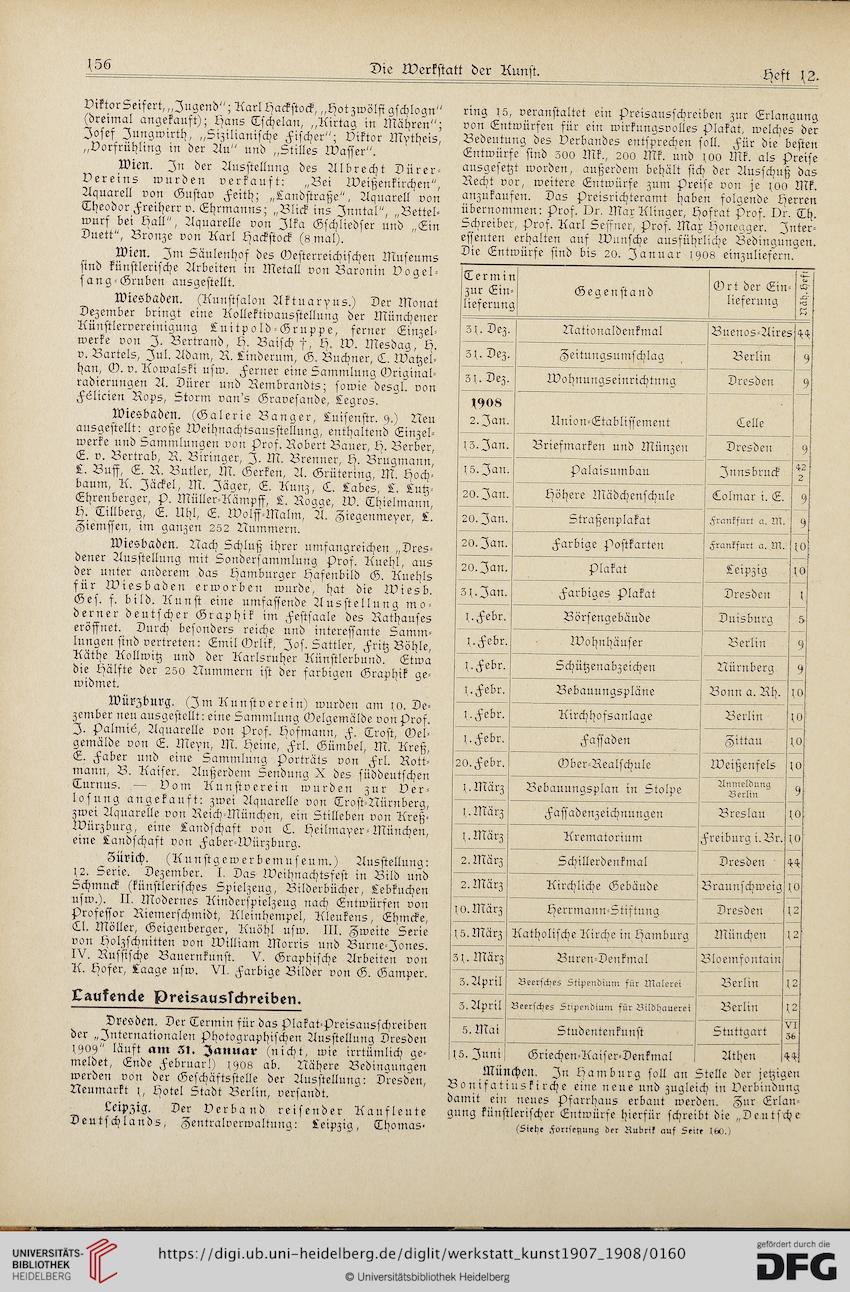 156
Die Werkstatt der Kunst.
Heft 12.
Viktor Seifert, „Jugend“; Karl Hackstock, „Hot zwölfi gschlogn“
(dreimal angekauft); Hans Tschelan, „Kirtag in Mähren“;
Josef Jungwirth, „Sizilianische Fischer“; Viktor Mytheis,
„Vorfrühling in der Au“ und „Stilles Wasser“.
Wien. In der Ausstellung des Albrecht Dürer-
Vereins wurden verkauft: „Bei Weißenkirchen“,
Aquarell von Gustav Feith; „Landstraße“, Aquarell von
Theodor Freiherr v. Ehrmanns; „Blick ins Inntal“, „Bettel-
wurf bei Hall“, Aquarelle von Ilka Gschließer und „Ein
Duett“, Bronze von Karl Hackstock (8 mal).
Wien. Im Säulenhof des Oesterreichischen Museums
sind künstlerische Arbeiten in Metall von Baronin Vogel-
sang-Gruben ausgestellt.
Wiesbaden. (Kunstsalon Aktuaryus.) Der Monat
Dezember bringt eine Kollektivausstellung der Münchener
Künstlervereinigung Luitpold-Gruppe, ferner Einzel-
werke von J. Bertrand, H. Baisch †, H. W. Mesdag, H.
v. Bartels, Jul. Adam, R. Linderum, G. Buchner, C. Watzel-
han, O. v. Kowalski usw. Ferner eine Sammlung Original-
radierungen A. Dürer und Rembrandts; sowie desgl. von
Félicien Rops, Storm van's Gravesande, Legros.
Wiesbaden. (Galerie Banger, Luisenstr. 9.) Neu
ausgestellt: große Weihnachtsausstellung, enthaltend Einzel-
werke und Sammlungen von Prof. Robert Bauer, H. Berber,
E. v. Bertrab, R. Biringer, J. M. Brenner, H. Brugmann,
L. Buff, E. R. Butler, M. Gerken, A. Grütering, M. Hoch-
baum, K. Jäckel, M. Jäger, E. Kunz, C. Labes, L. Lutz-
Ehrenberger, P. Müller-Kämpff, L. Rogge, W. Thielmann,
H. Tillberg, E. Uhl, E. Wolff-Malm, A. Ziegenmeyer, L.
Ziemssen, im ganzen 252 Nummern.
Wiesbaden. Nach Schluß ihrer umfangreichen „Dres-
dener Ausstellung mit Sondersammlung Prof. Kuehl, aus
der unter anderem das Hamburger Hafenbild G. Kuehls
für Wiesbaden erworben wurde, hat die Wiesb.
Ges. f. bild. Kunst eine umfassende Ausstellung mo-
derner deutscher Graphik im Festsaale des Rathauses
eröffnet. Durch besonders reiche und interessante Samm-
lungen sind vertreten: Emil Orlik, Jos. Sattler, Fritz Böhle,
Käthe Kollwitz und der Karlsruher Künstlerbund. Etwa
die Hälfte der 250 Nummern ist der farbigen Graphik ge-
widmet.
Würzburg. (Im Kunstverein) wurden am 10. De-
zember neu ausgestellt: eine Sammlung Oelgemälde von Prof.
J. Palmié, Aquarelle von Prof. Hofmann, F. Trost, Oel-
gemälde von E. Meyn, M. Heine, Frl. Gümbel, M. Kreß,
E. Faber und eine Sammlung Porträts von Frl. Rott-
mann, B. Kaiser. Außerdem Sendung X des süddeutschen
Turnus. — Vom Kunstverein wurden zur Ver-
losung angekauft: zwei Aquarelle von Trost-Nürnberg,
zwei Aquarelle von Reich-München, ein Stilleben von Kreß-
Würzburg, eine Landschaft von C. Heilmayer-München,
eine Landschaft von Faber-Würzburg.
Zürich. (Kunstgewerbemuseum.) Ausstellung:
12. Serie. Dezember. I. Das Weihnachtsfest in Bild und
Schmuck (künstlerisches Spielzeug, Bilderbücher, Lebkuchen
usw.). II. Modernes Kinderspielzeug nach Entwürfen von
Professor Riemerschmidt, Kleinhempel, Kleukens, Ehmcke,
Cl. Möller, Geigenberger, Kuöhl usw. III. Zweite Serie
von Holzschnitten von William Morris und Burne-Jones.
IV. Russische Bauernkunst. V. Graphische Arbeiten von
K. Hofer, Laage usw. VI. Farbige Bilder von G. Gamper.
Laufende Preisausschreiben.
Dresden. Der Termin für das Plakat-Preisausschreiben
der „Internationalen Photographischen Ausstellung Dresden
1909“ läuft am 31. Januar (nicht, wie irrtümlich ge-
meldet, Ende Februar!) 1908 ab. Nähere Bedingungen
werden von der Geschäftsstelle der Ausstellung: Dresden,
Neumarkt 1, Hotel Stadt Berlin, versandt.
Leipzig. Der Verband reisender Kaufleute
Deutschlands, Zentralverwaltung: Leipzig, Thomas-
ring 15, veranstaltet ein Preisausschreiben zur Erlangung
von Entwürfen für ein wirkungsvolles Plakat, welches der
Bedeutung des Verbandes entsprechen soll. Für die besten
Entwürfe sind 300 Mk., 200 Mk. und 100 Mk. als Preise
ausgesetzt worden, außerdem behält sich der Ausschuß das
Recht vor, weitere Entwürfe zum Preise von je 100 Mk.
anzukaufen. Das Preisrichteramt haben folgende Herren
übernommen: Prof. Dr. Max Klinger, Hofrat Prof. Dr. Th.
Schreiber, Prof. Karl Seffner, Prof. Max Honegger. Inter-
essenten erhalten auf Wunsche ausführliche Bedingungen.
Die Entwürfe sind bis 20. Januar 1908 einzuliefern.
Termin zur Ein- lieferung Gegenstand Ort der Ein- lieferung Näh. Heft
31. Dez. Nationaldenkmal Buenos-Aires 44
31. Dez. Zeitungsumschlag Berlin 9
31. Dez. Wohnungseinrichtung Dresden 9
1908
2. Jan. Union-Etablissement Celle
13. Jan. Briefmarken und Münzen Dresden 9
15. Jan. Palaisumbau Innsbruck 42 2
20. Jan. Höhere Mädchenschule Colmar i. E. 9
20. Jan. Straßenplakat Frankfurt a. M. 9
20. Jan. Farbige Postkarten Frankfurt a. M. 10
20. Jan. Plakat Leipzig 10
31. Jan. Farbiges Plakat Dresden 1
1. Febr. Börsengebäude Duisburg 5
1. Febr. Wohnhäuser Berlin 9
1. Febr. Schützenabzeichen Nürnberg 9
1. Febr. Bebauungspläne Bonn a. Rh. 10
1. Febr. Kirchhofsanlage Berlin 10
1. Febr. Fassaden Zittau 10
20. Febr. Ober-Realschule Weißenfels 10
1. März Bebauungsplan in Stolpe Anmeldung Berlin 9
1. März Fassadenzeichnungen Breslau 10
1. März Krematorium Freiburg i. Br. 10
2. März Schillerdenkmal Dresden 44
2. März Kirchliche Gebäude Braunschweig 10
10. März Herrmann-Stiftung Dresden 12
15. März Katholische Kirche in Hamburg München 12
31. März Buren-Denkmal Bloemfontain
3. April Beersches Stipendium für Malerei Berlin 12
3. April Beersches Stipendium für Bildhauerei Berlin 12
5. Mai Studentenkunst Stuttgart VI 36
15. Juni Griechen-Kaiser-Denkmal Athen 44
München. In Hamburg soll an Stelle der jetzigen
Bonifatiuskirche eine neue und zugleich in Verbindung
damit ein neues Pfarrhaus erbaut werden. Zur Erlan-
gung künstlerischer Entwürfe hierfür schreibt die „Deutsche
(Siehe Fortsetzung der Rubrik auf Seite 160.)
UNIVERSITÄTS-
BIBLIOTHEK
HEIDELBERG
https://digi.ub.uni-heidelberg.de/diglit/werkstatt_kunst1907_1908/0160
© Universitätsbibliothek Heidelberg
gefördert durch die
DFG